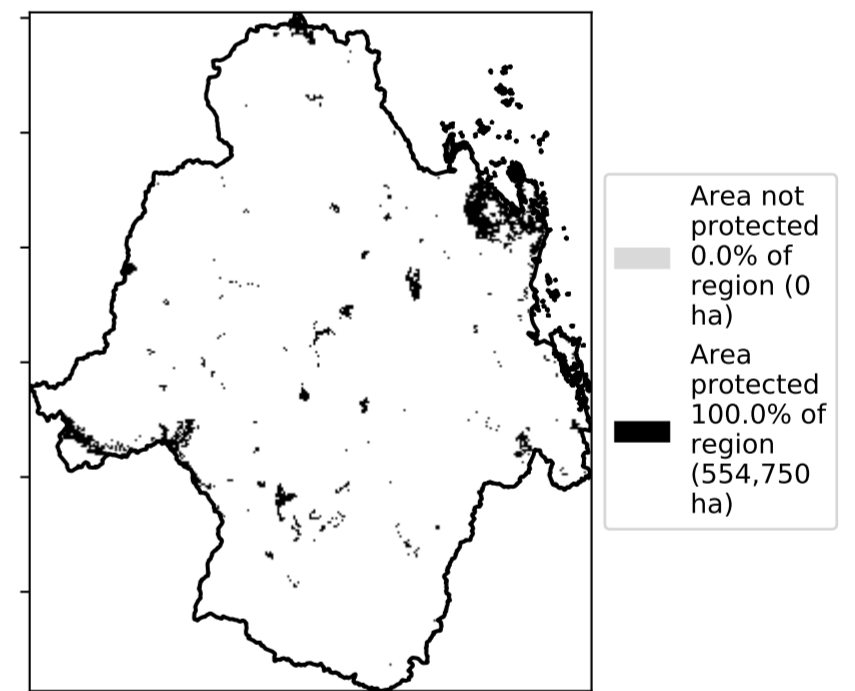 Area not
protected
0.0% of
region (0
ha)
Area
protected
100.0% of
region
(554,750
ha)